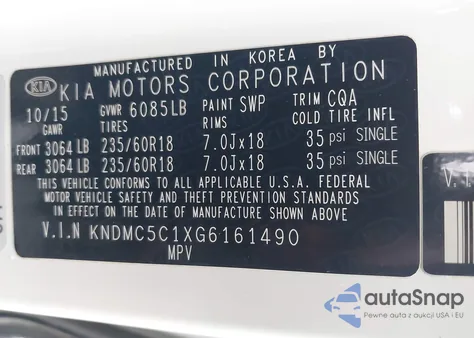 MANUFACTURED IN KOREA BY
KIA KIA MOTORS CORPORATION
10/15 GVWR 6085LB PAINT SWP TRIM CQA
GAWR TIRES RIMS COLD TIRE INFL
FRONT 3064 LB 235/60R18 7.0Jx18 35 psi SINGLE
REAR 3064 LB 235/60R18 7.0Jx18 35 psi SINGLE
THIS VEHICLE CONFORMS TO ALL APPLICABLE U.S.A. FEDERAL
MOTOR VEHICLE SAFETY AND THEFT PREVENTION STANDARDS
IN EFFECT ON THE DATE OF MANUFACTURE SHOWN ABOVE.
V.I.N KNDMC5C1XG6161490
MPV
V.I
autoSnap
Pewne auta z aukcji USA i EU